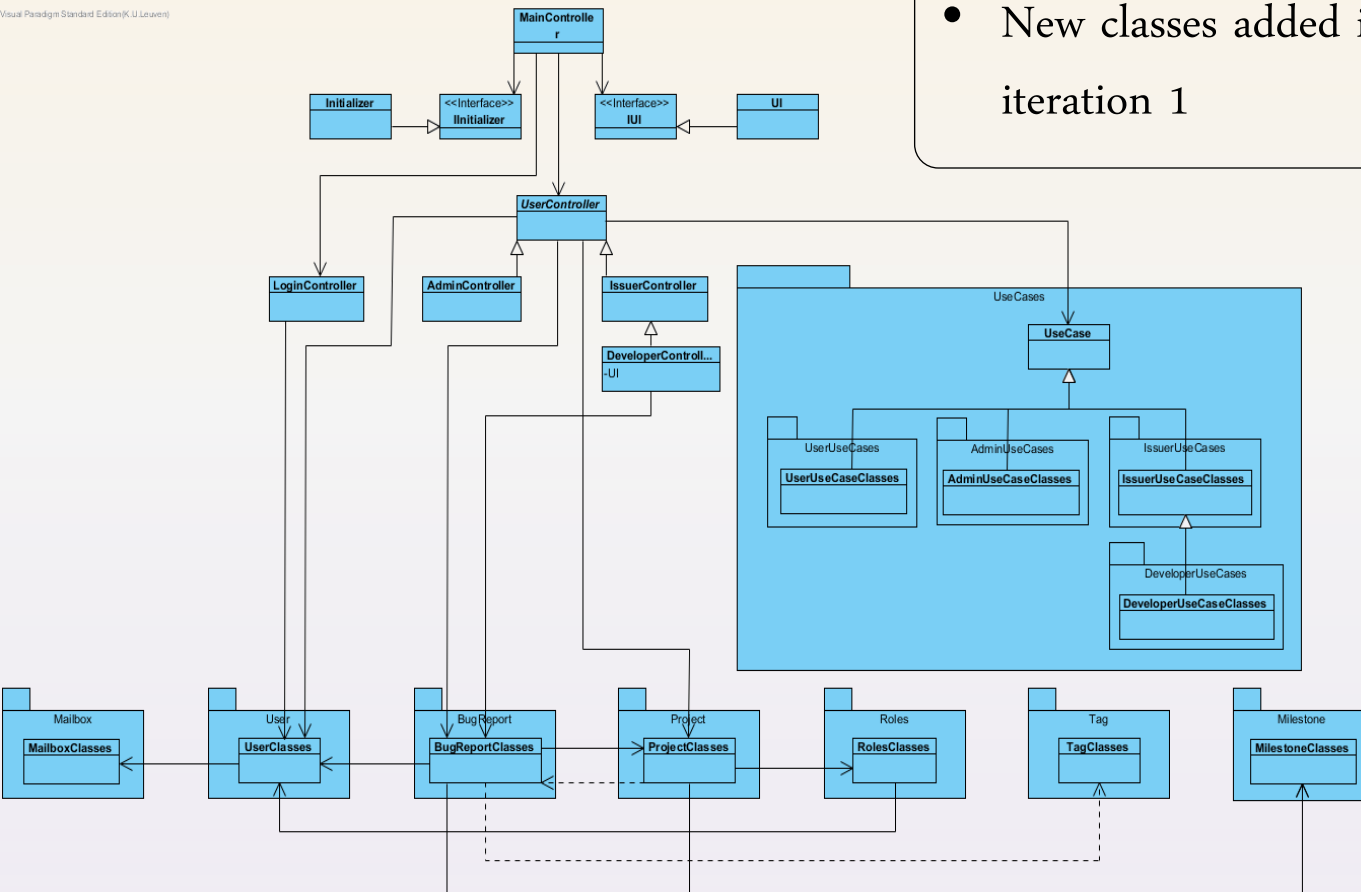 Visual Paradigm Standard Edition(K.U.Leuven)
• New classes added i
iteration 1
MainControlle
r
Initializer
<<Interface>>
IInitializer
<<Interface>>
IUI
UI
UserController
LoginController
AdminController
IssuerController
DeveloperControll...
-UI
UseCases
UseCase
UserUseCases
UserUseCaseClasses
AdminUseCases
AdminUseCaseClasses
IssuerUseCases
IssuerUseCaseClasses
DeveloperUseCases
DeveloperUseCaseClasses
Mailbox
MailboxClasses
User
UserClasses
BugReport
BugReportClasses
Project
ProjectClasses
Roles
RolesClasses
Tag
TagClasses
Milestone
MilestoneClasses